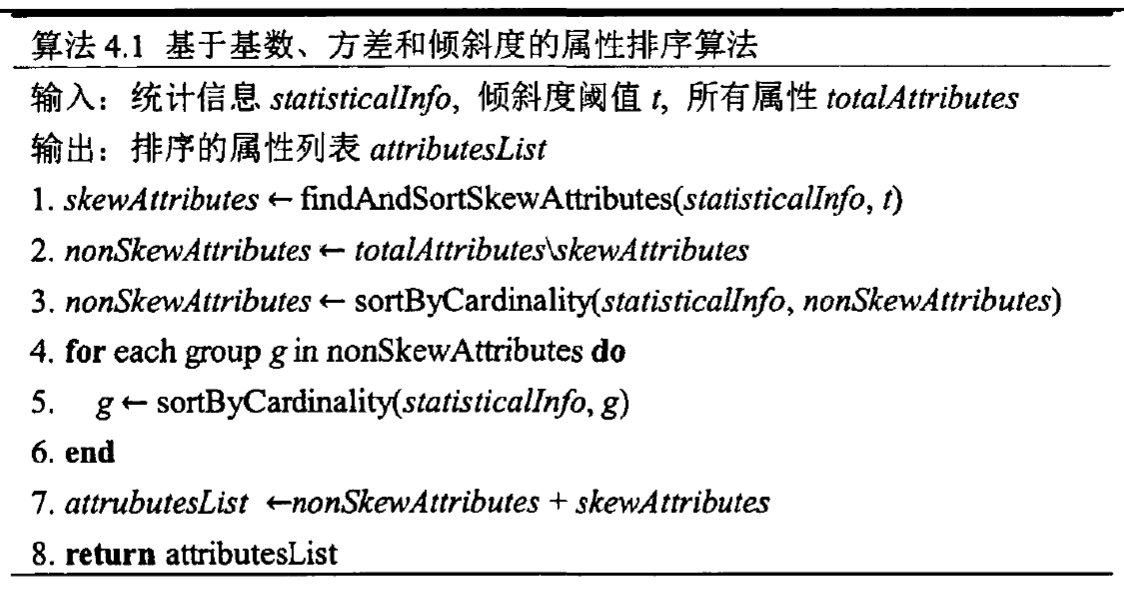 算法 4.1 基于基数、方差和倾斜度的属性排序算法
输入：统计信息 statisticalInfo, 倾斜度阈值 t, 所有属性 totalAttributes
输出：排序的属性列表 attributesList
1. skewAttributes ← findAndSortSkewAttributes(statisticalInfo, t)
2. nonSkewAttributes ← totalAttributes\skewAttributes
3. nonSkewAttributes ← sortByCardinality(statisticalInfo, nonSkewAttributes)
4. for each group g in nonSkewAttributes do
5. g ← sortByCardinality(statisticalInfo, g)
6. end
7. attrubutesList ←nonSkewAttributes + skewAttributes
8. return attributesList